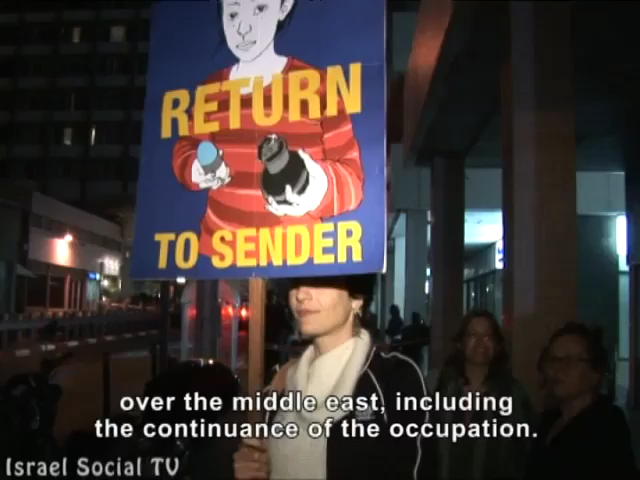 RETURN
TO SENDER
over the middle east, including
the continuance of the occupation.
Israel Social TV